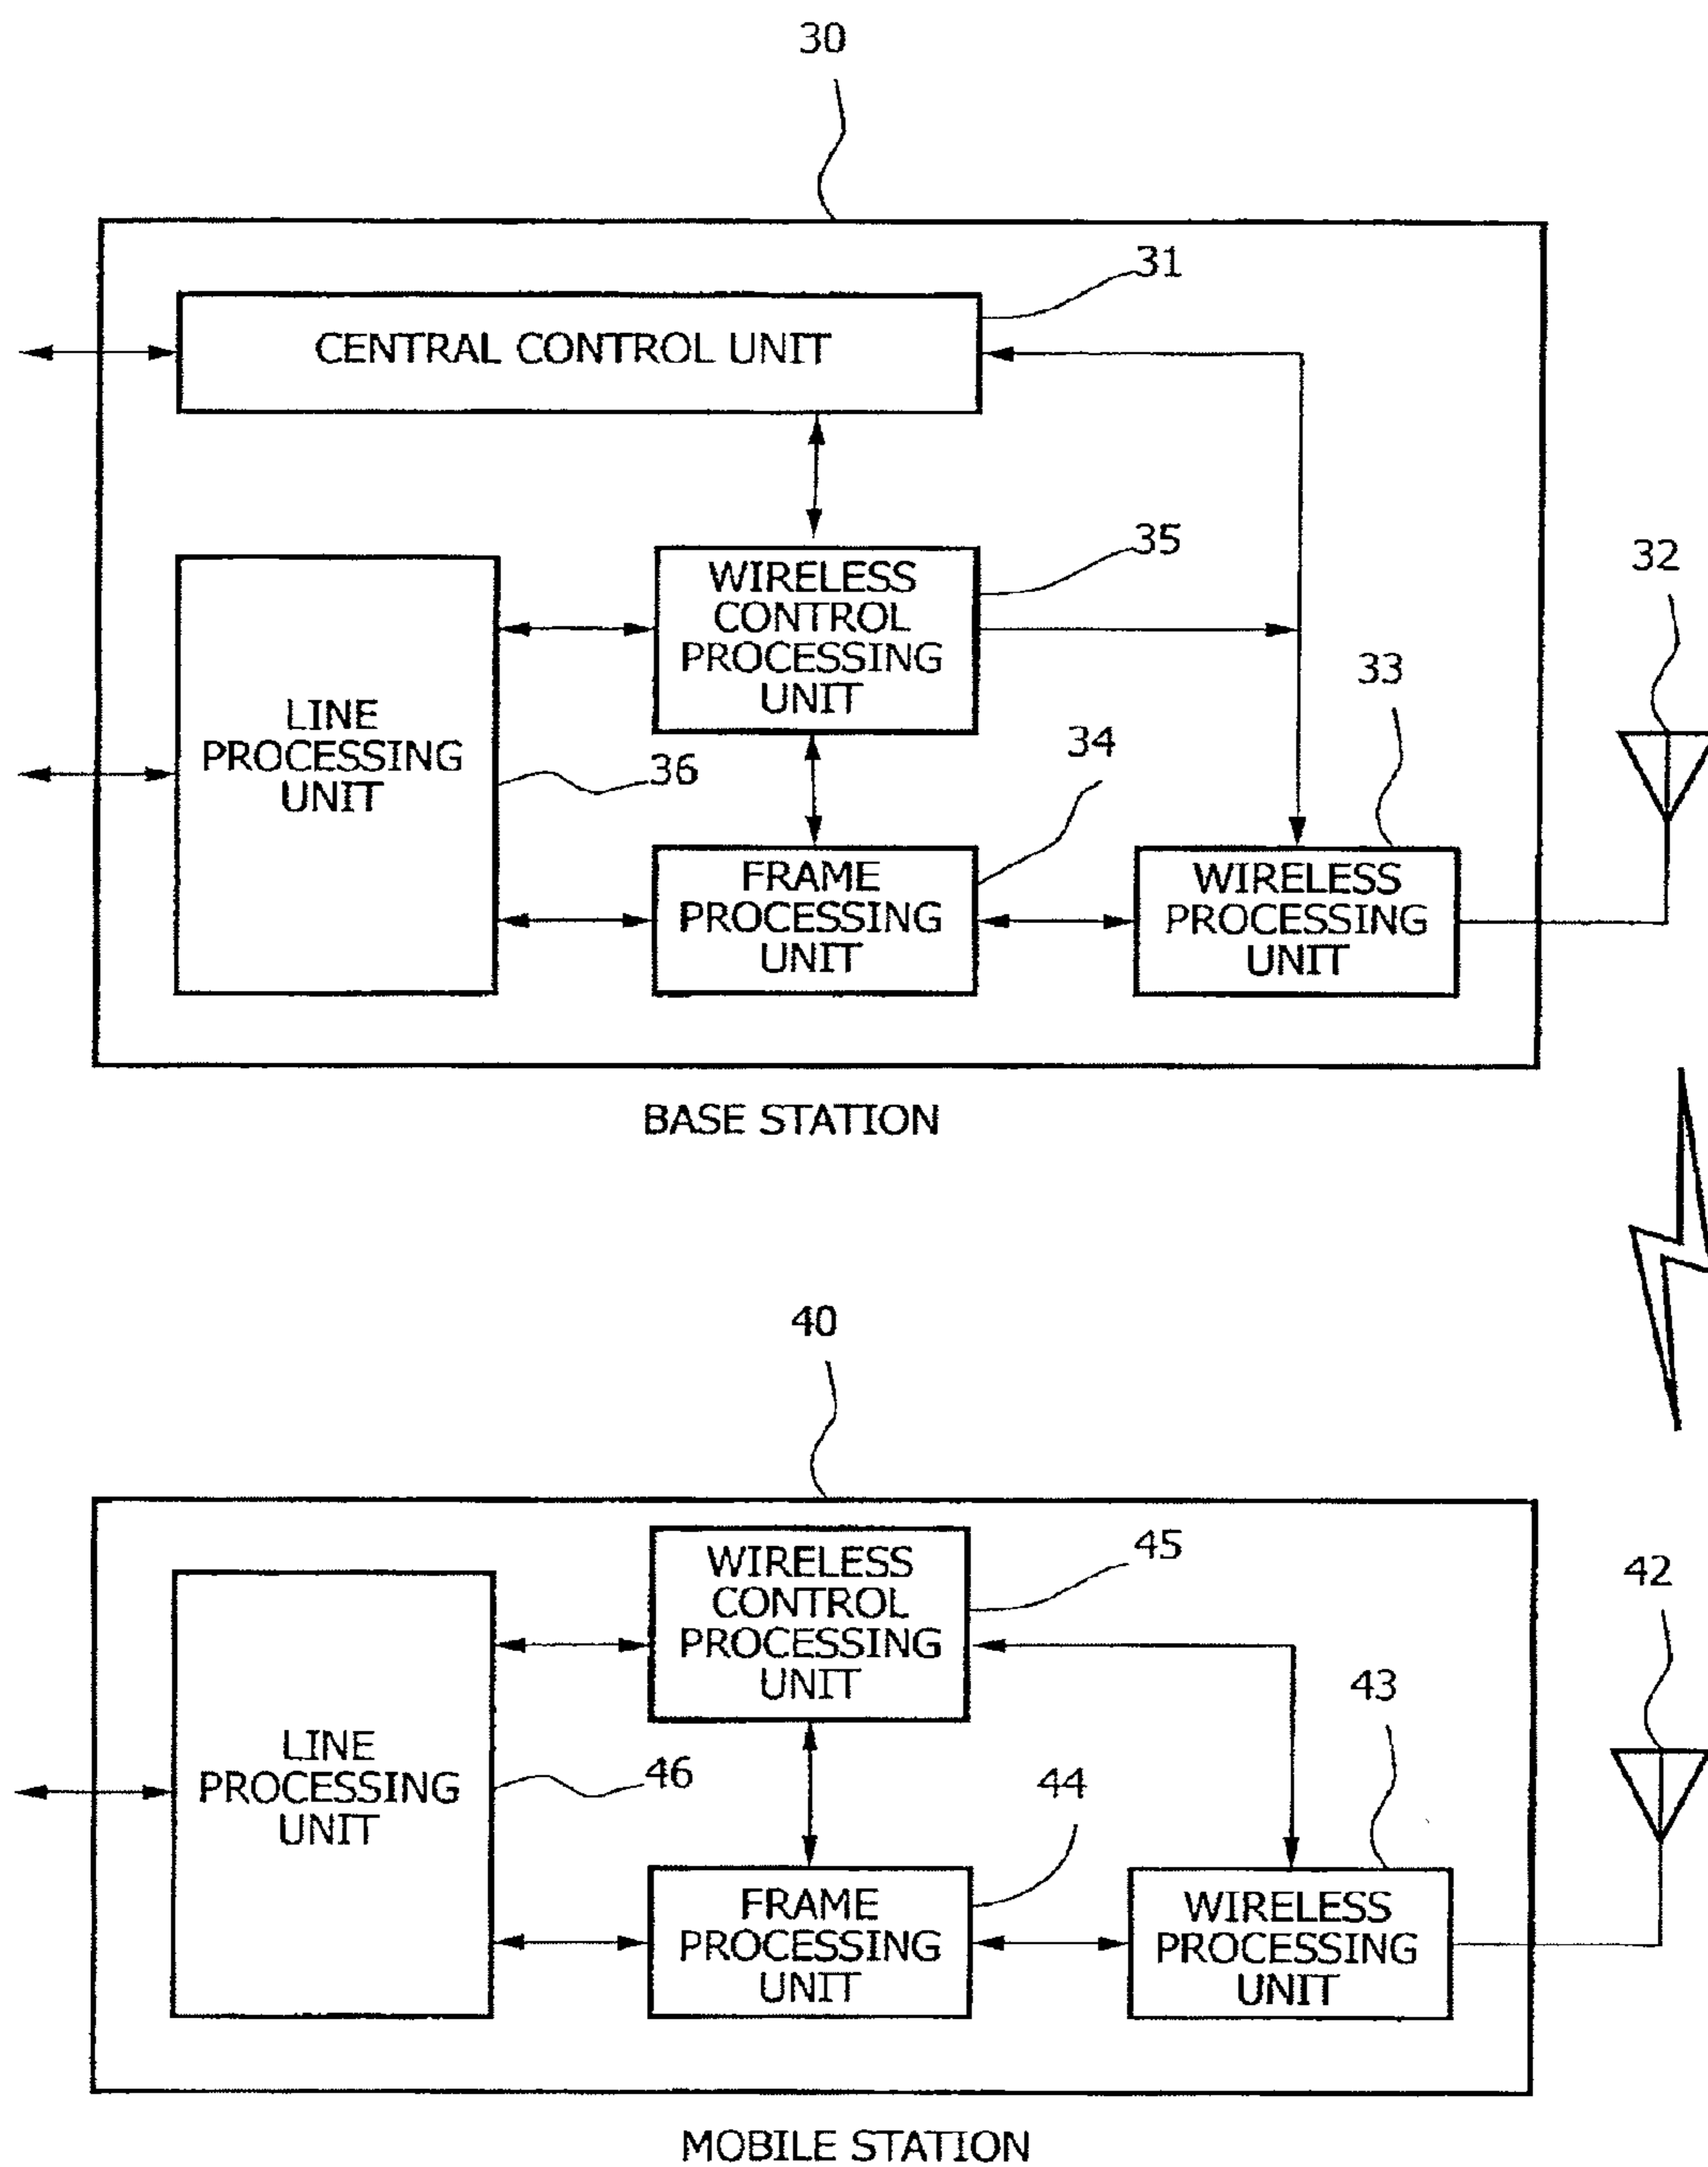 30
31
CENTRAL CONTROL UNIT
35
32
WIRELESS
CONTROL
PROCESSING
UNIT
33
LINE
PROCESSING
UNIT
36
34
FRAME
PROCESSING
UNIT
WIRELESS
PROCESSING
UNIT
BASE STATION
40
45
42
WIRELESS
CONTROL
PROCESSING
UNIT
43
LINE
PROCESSING
UNIT
46
44
FRAME
PROCESSING
UNIT
WIRELESS
PROCESSING
UNIT
MOBILE STATION